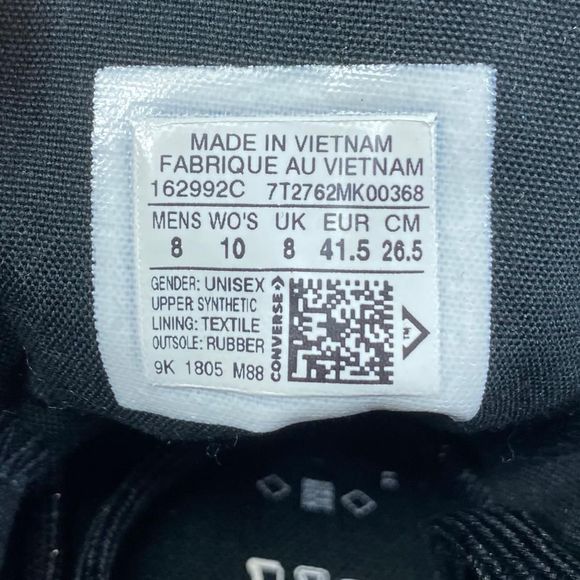 MADE IN VIETNAM
FABRIQUE AU VIETNAM
162992C 7T2762MK00368
MENS WO'S UK EUR CM
8 10 8 41.5 26.5
GENDER: UNISEX
UPPER: SYNTHETIC
LINING: TEXTILE
OUTSOLE: RUBBER
9K 1805 M88
CONVERSE
TM